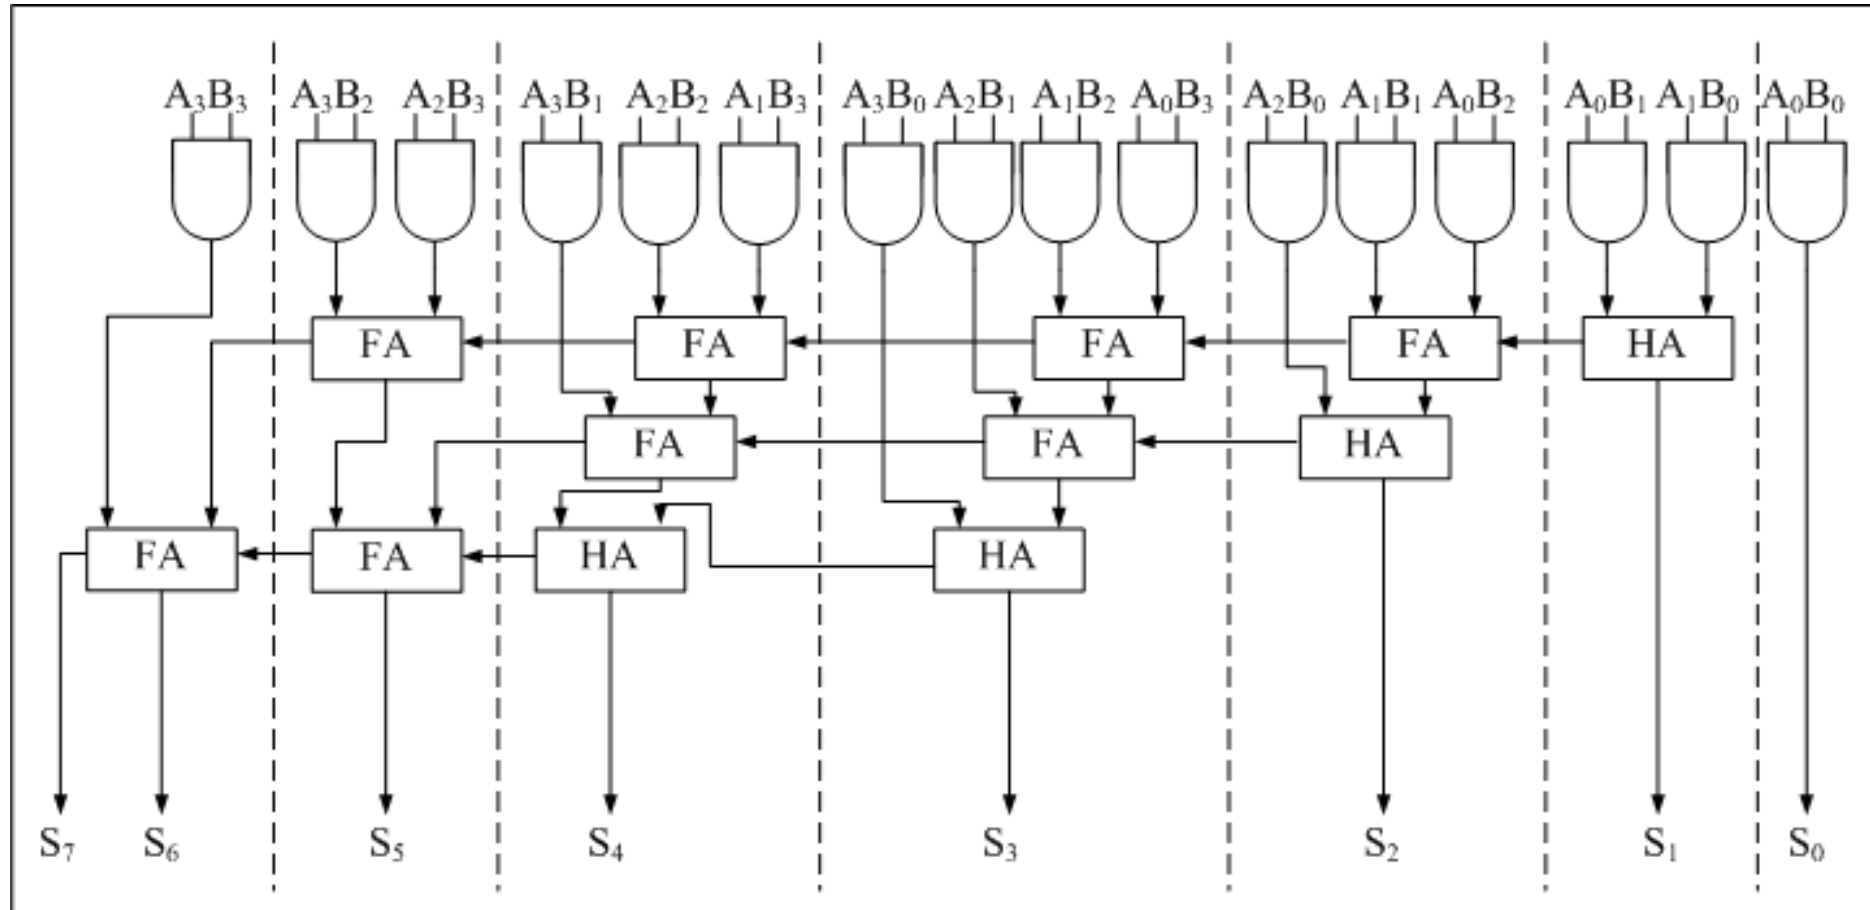 A₃B₃ A₃B₂ A₂B₃ A₃B₁ A₂B₂ A₁B₃ A₃B₀ A₂B₁ A₁B₂ A₀B₃ A₂B₀ A₁B₁ A₀B₂ A₀B₁ A₁B₀ A₀B₀
FA FA FA FA HA
FA FA HA
FA FA HA HA
S₇ S₆ S₅ S₄ S₃ S₂ S₁ S₀